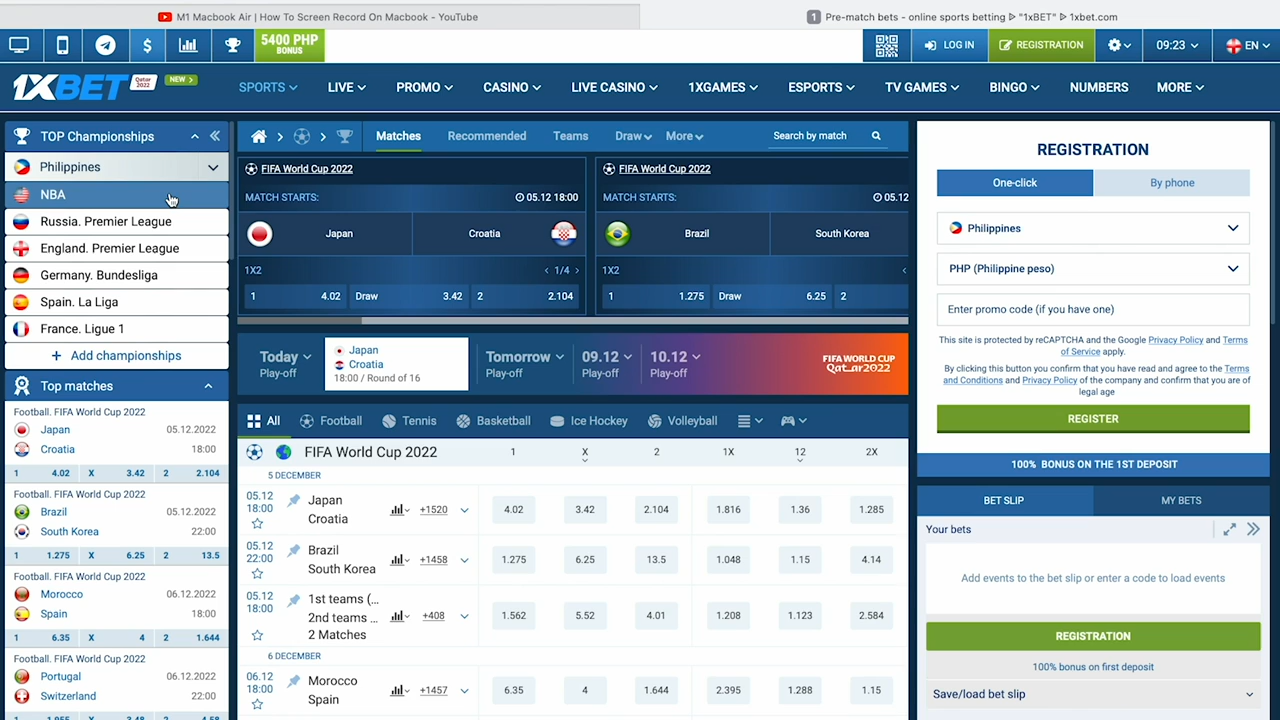 M1 Macbook Air | How To Screen Record On Macbook - YouTube
1 Pre-match bets - online sports betting ᐉ "1xBET" ᐉ 1xbet.com
$
5400 PHP
BONUS
LOG IN
REGISTRATION
09:23
EN
1XBET
Qatar
2022
NEW >
SPORTS
LIVE
PROMO
CASINO
LIVE CASINO
1XGAMES
ESPORTS
TV GAMES
BINGO
NUMBERS
MORE
TOP Championships
Philippines
NBA
Russia. Premier League
England. Premier League
Germany. Bundesliga
Spain. La Liga
France. Ligue 1
+ Add championships
Top matches
Football. FIFA World Cup 2022
Japan 05.12.2022
Croatia 18:00
1 4.02 X 3.42 2 2.104
Football. FIFA World Cup 2022
Brazil 05.12.2022
South Korea 22:00
1 1.275 X 6.25 2 13.5
Football. FIFA World Cup 2022
Morocco 06.12.2022
Spain 18:00
1 6.35 X 4 2 1.644
Football. FIFA World Cup 2022
Portugal 06.12.2022
Switzerland 22:00
1 1.955 X 3.48 2 4.58
Matches
Recommended
Teams
Draw
More
Search by match
FIFA World Cup 2022
MATCH STARTS: 05.12 18:00
Japan Croatia
1X2 < 1/4 >
1 4.02 Draw 3.42 2 2.104
FIFA World Cup 2022
MATCH STARTS: 05.12
Brazil South Korea
1X2 <
1 1.275 Draw 6.25 2
Today
Play-off
Japan
Croatia
18:00 / Round of 16
Tomorrow
Play-off
09.12
Play-off
10.12
Play-off
FIFA WORLD CUP
Qatar2022
All
Football
Tennis
Basketball
Ice Hockey
Volleyball
FIFA World Cup 2022 1 X 2 1X 12 2X
5 DECEMBER
05.12
18:00
Japan
Croatia
+1520 4.02 3.42 2.104 1.816 1.36 1.285
05.12
22:00
Brazil
South Korea
+1458 1.275 6.25 13.5 1.048 1.15 4.14
05.12
18:00
1st teams (...
2nd teams ...
2 Matches
+408 1.562 5.52 4.01 1.208 1.123 2.584
6 DECEMBER
06.12
18:00
Morocco
Spain
+1457 6.35 4 1.644 2.395 1.288 1.15
REGISTRATION
One-click
By phone
Philippines
PHP (Philippine peso)
Enter promo code (if you have one)
This site is protected by reCAPTCHA and the Google Privacy Policy and Terms
of Service apply.
By clicking this button you confirm that you have read and agree to the Terms
and Conditions and Privacy Policy of the company and confirm that you are of
legal age
REGISTER
100% BONUS ON THE 1ST DEPOSIT
BET SLIP
MY BETS
Your bets
Add events to the bet slip or enter a code to load events
REGISTRATION
100% bonus on first deposit
Save/load bet slip